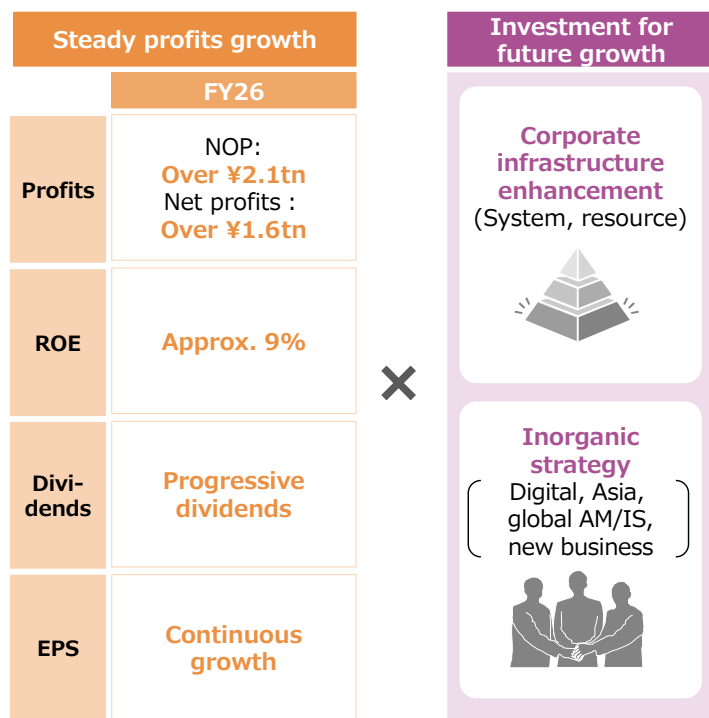 Steady profits growth
FY26
Profits
NOP:
Over ¥2.1tn
Net profits :
Over ¥1.6tn
ROE
Approx. 9%
Divi-
dends
Progressive
dividends
EPS
Continuous
growth
×
Investment for
future growth
Corporate
infrastructure
enhancement
(System, resource)
Inorganic
strategy
Digital, Asia,
global AM/IS,
new business